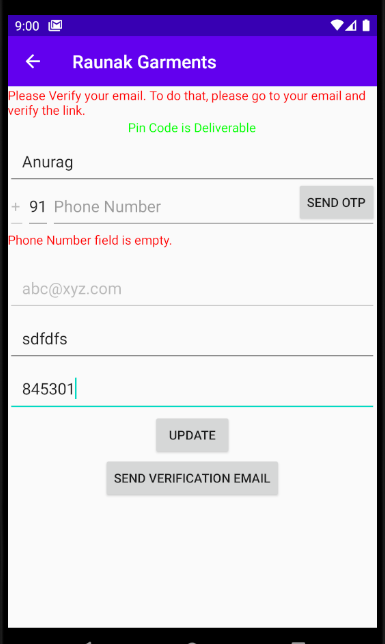 9:00
Raunak Garments
Please Verify your email. To do that, please go to your email and
verify the link.
Pin Code is Deliverable
Anurag
+ 91 Phone Number SEND OTP
Phone Number field is empty.
abc@xyz.com
sdfdfs
845301
UPDATE
SEND VERIFICATION EMAIL